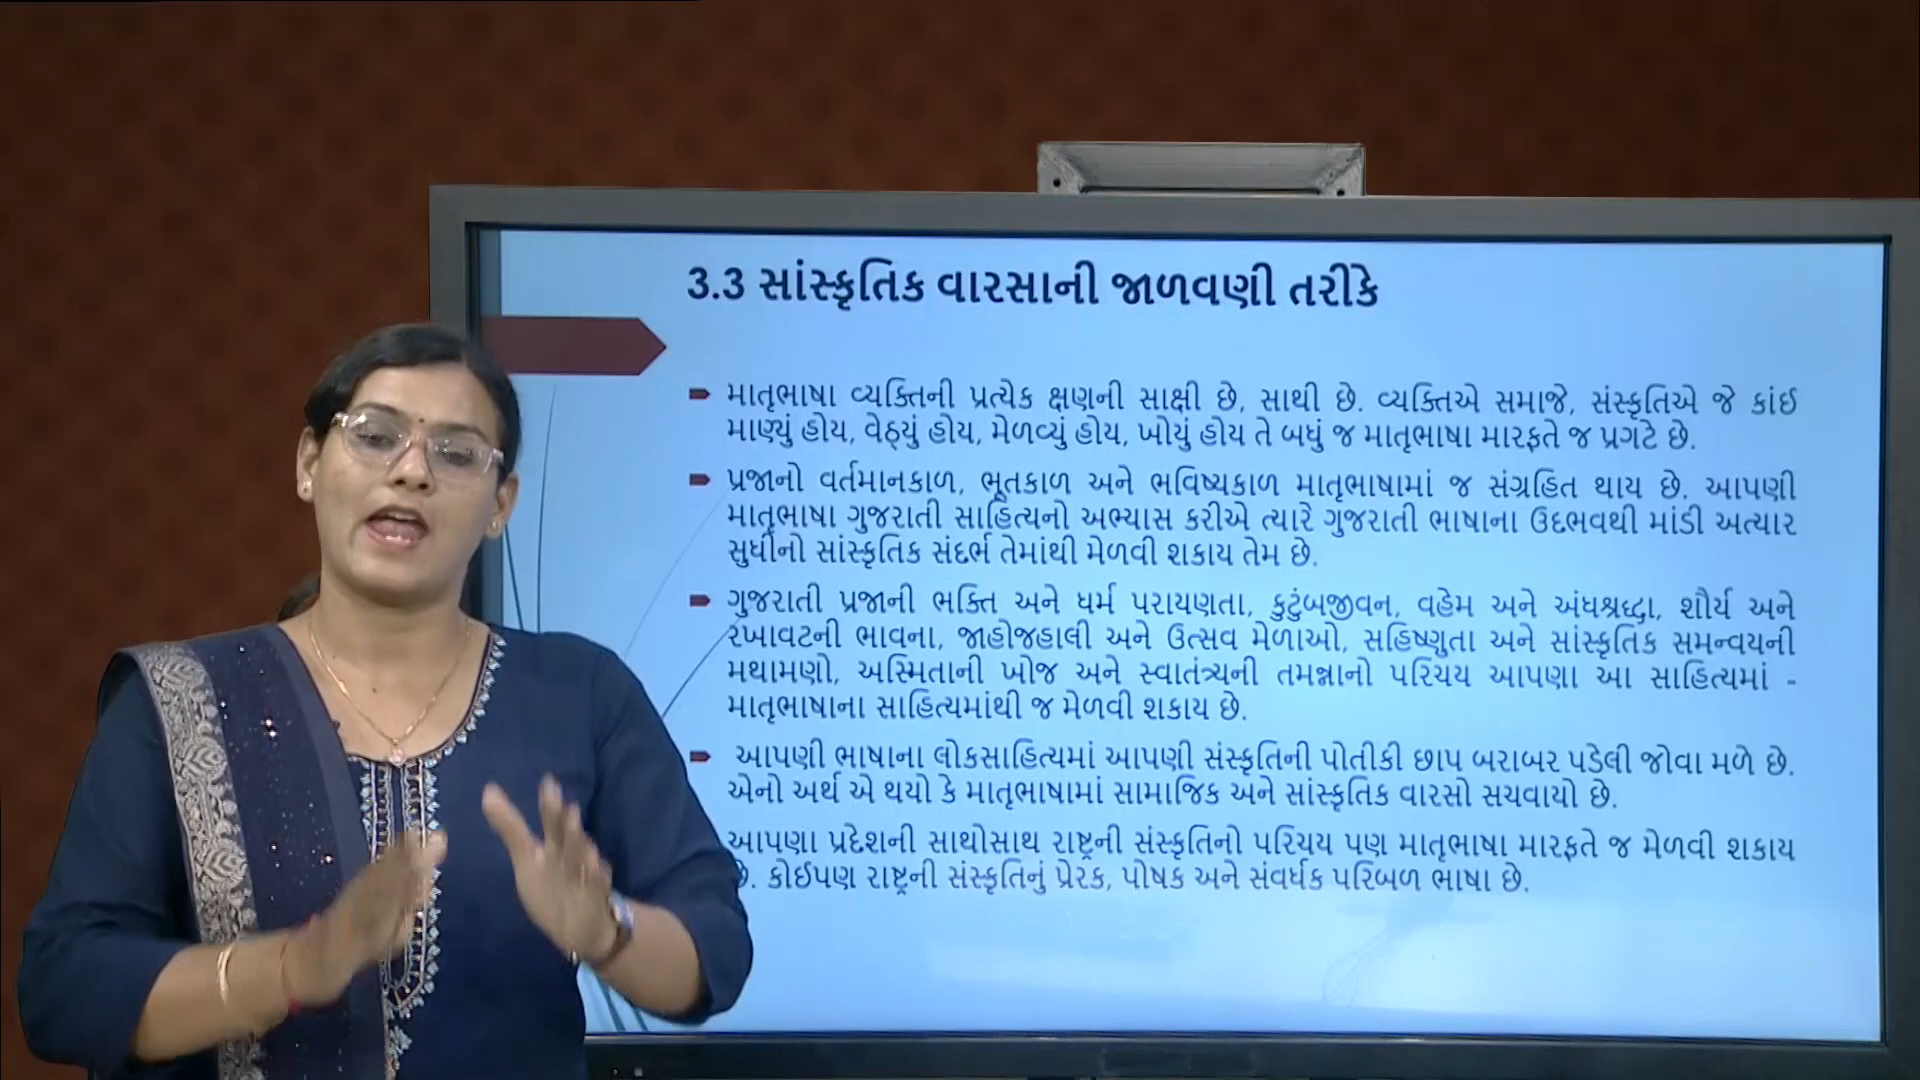 3.3 સાંસ્કૃતિક વારસાની જાળવણી તરીકે
માતૃભાષા વ્યક્તિની પ્રત્યેક ક્ષણની સાક્ષી છે, સાથી છે. વ્યક્તિએ સમાજે, સંસ્કૃતિએ જે કાંઈ
માણ્યું હોય, વેઠ્યું હોય, મેળવ્યું હોય, ખોયું હોય તે બધું જ માતૃભાષા મારફતે જ પ્રગટે છે.
પ્રજાનો વર્તમાનકાળ, ભૂતકાળ અને ભવિષ્યકાળ માતૃભાષામાં જ સંગ્રહિત થાય છે. આપણી
માતૃભાષા ગુજરાતી સાહિત્યનો અભ્યાસ કરીએ ત્યારે ગુજરાતી ભાષાના ઉદભવથી માંડી અત્યાર
સુધીનો સાંસ્કૃતિક સંદર્ભ તેમાંથી મેળવી શકાય તેમ છે.
ગુજરાતી પ્રજાની ભક્તિ અને ધર્મ પરાયણતા, કુટુંબજીવન, વહેમ અને અંધશ્રદ્ધા, શૌર્ય અને
રખાવટની ભાવના, જાહોજહાલી અને ઉત્સવ મેળાઓ, સહિષ્ણુતા અને સાંસ્કૃતિક સમન્વયની
મથામણો, અસ્મિતાની ખોજ અને સ્વાતંત્ર્યની તમન્નાનો પરિચય આપણા આ સાહિત્યમાં -
માતૃભાષાના સાહિત્યમાંથી જ મેળવી શકાય છે.
આપણી ભાષાના લોકસાહિત્યમાં આપણી સંસ્કૃતિની પોતીકી છાપ બરાબર પડેલી જોવા મળે છે.
એનો અર્થ એ થયો કે માતૃભાષામાં સામાજિક અને સાંસ્કૃતિક વારસો સચવાયો છે.
આપણા પ્રદેશની સાથોસાથ રાષ્ટ્રની સંસ્કૃતિનો પરિચય પણ માતૃભાષા મારફતે જ મેળવી શકાય
છે. કોઈપણ રાષ્ટ્રની સંસ્કૃતિનું પ્રેરક, પોષક અને સંવર્ધક પરિબળ ભાષા છે.